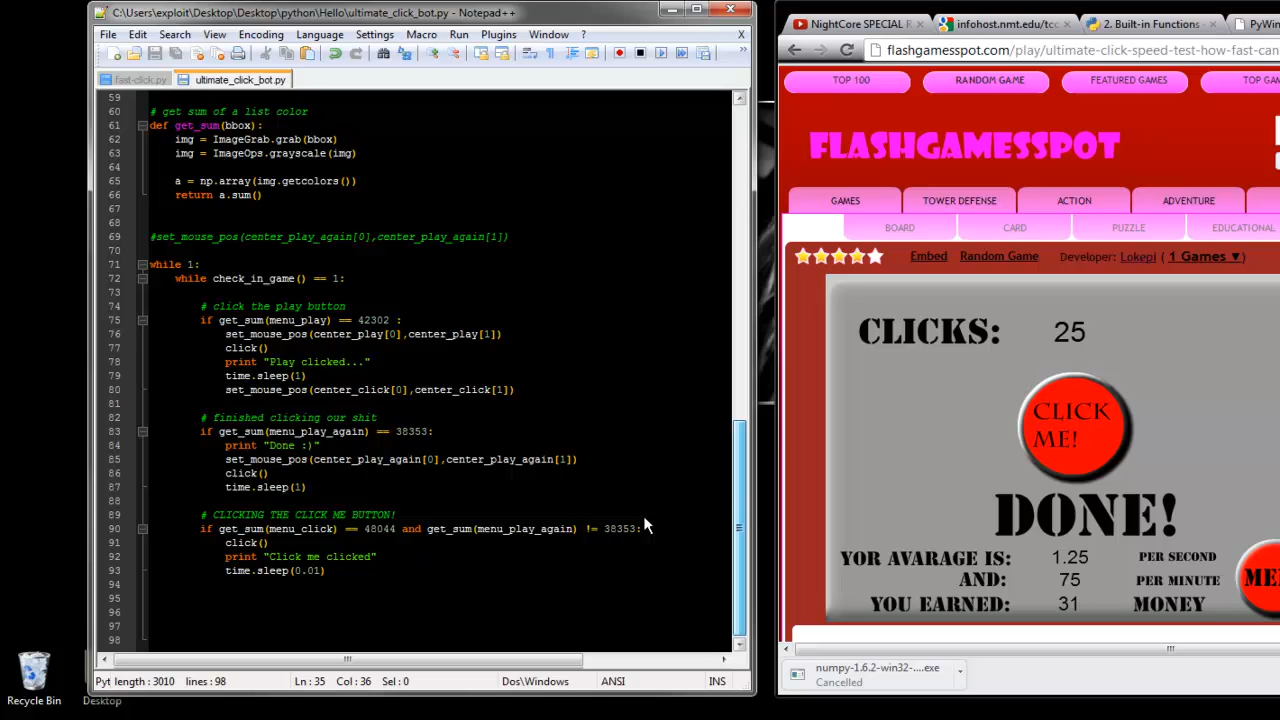 C:\Users\exploit\Desktop\Desktop\python\Hello\ultimate_click_bot.py - Notepad++
File Edit Search View Encoding Language Settings Macro Run Plugins Window ? X
fast-click.py ultimate_click_bot.py
59
60 # get sum of a list color
61 def get_sum(bbox):
62 img = ImageGrab.grab(bbox)
63 img = ImageOps.grayscale(img)
64
65 a = np.array(img.getcolors())
66 return a.sum()
67
68
69 #set_mouse_pos(center_play_again[0],center_play_again[1])
70
71 while 1:
72 while check_in_game() == 1:
73
74 # click the play button
75 if get_sum(menu_play) == 42302 :
76 set_mouse_pos(center_play[0],center_play[1])
77 click()
78 print "Play clicked..."
79 time.sleep(1)
80 set_mouse_pos(center_click[0],center_click[1])
81
82 # finished clicking our shit
83 if get_sum(menu_play_again) == 38353:
84 print "Done :)"
85 set_mouse_pos(center_play_again[0],center_play_again[1])
86 click()
87 time.sleep(1)
88
89 # CLICKING THE CLICK ME BUTTON!
90 if get_sum(menu_click) == 48044 and get_sum(menu_play_again) != 38353:
91 click()
92 print "Click me clicked"
93 time.sleep(0.01)
94
95
96
97
98
Pyt length : 3010 lines : 98 Ln : 35 Col : 36 Sel : 0 Dos\Windows ANSI INS
Recycle Bin
Desktop
NightCore SPECIAL R
infohost.nmt.edu/tcc
2. Built-in Functions -
PyWin
flashgamesspot.com/play/ultimate-click-speed-test-how-fast-can
TOP 100 RANDOM GAME FEATURED GAMES TOP GAM
FLASHGAMESSPOT
GAMES TOWER DEFENSE ACTION ADVENTURE
BOARD CARD PUZZLE EDUCATIONAL
Embed Random Game Developer: Lokepi ( 1 Games ▼)
CLICKS: 25
CLICK
ME!
DONE!
YOR AVARAGE IS: 1.25 PER SECOND
AND: 75 PER MINUTE
YOU EARNED: 31 MONEY
ME
numpy-1.6.2-win32-....exe
Cancelled